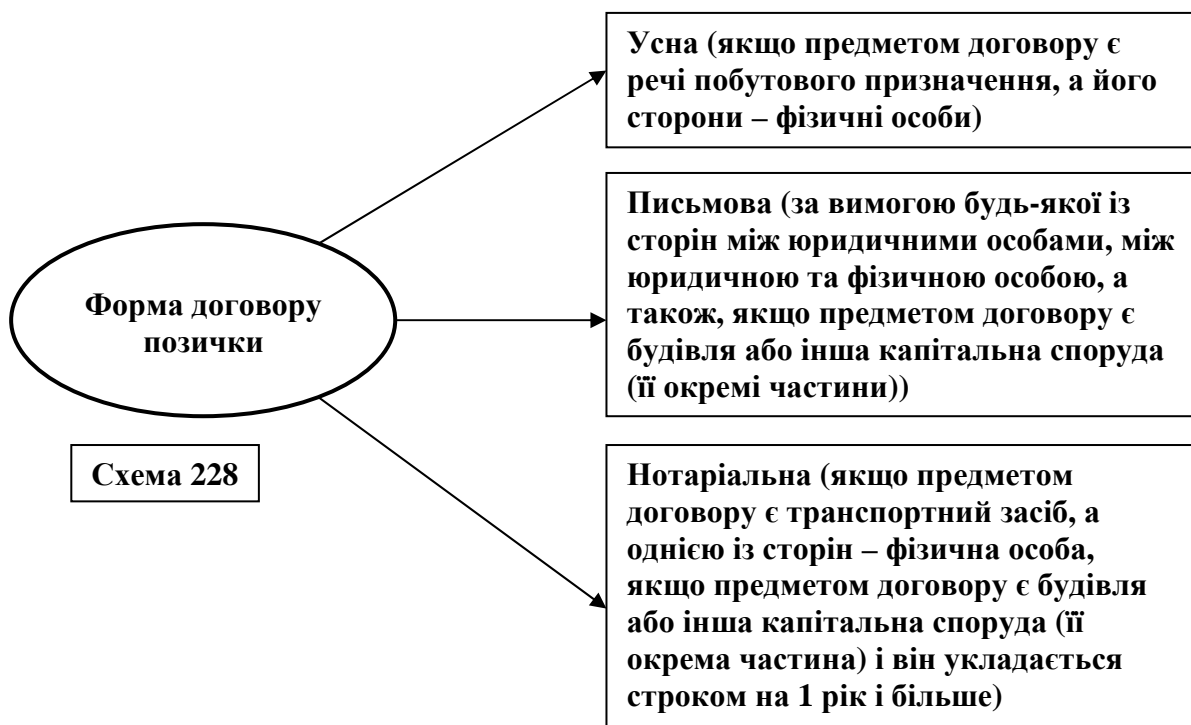 Усна (якщо предметом договору є
речі побутового призначення, а його
сторони – фізичні особи)
Письмова (за вимогою будь-якої із
сторін між юридичними особами, між
юридичною та фізичною особою, а
також, якщо предметом договору є
будівля або інша капітальна споруда
(її окремі частини))
Форма договору
позички
Схема 228
Нотаріальна (якщо предметом
договору є транспортний засіб, а
однією із сторін – фізична особа,
якщо предметом договору є будівля
або інша капітальна споруда (її
окрема частина) і він укладається
строком на 1 рік і більше)